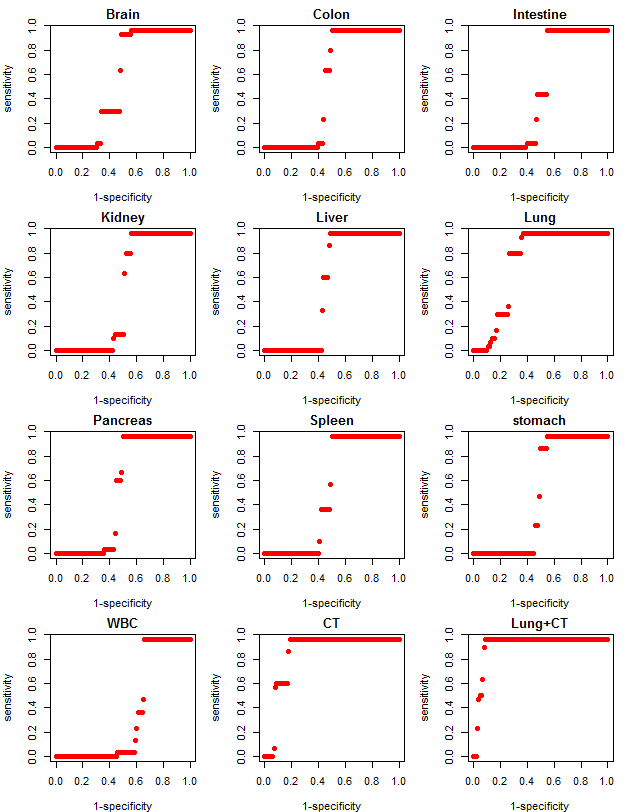 Brain Colon Intestine
sensitivity sensitivity sensitivity
0.0 0.2 0.4 0.6 0.8 1.0 0.0 0.2 0.4 0.6 0.8 1.0 0.0 0.2 0.4 0.6 0.8 1.0
0.0 0.2 0.4 0.6 0.8 1.0 0.0 0.2 0.4 0.6 0.8 1.0 0.0 0.2 0.4 0.6 0.8 1.0
1-specificity 1-specificity 1-specificity
Kidney Liver Lung
sensitivity sensitivity sensitivity
0.0 0.2 0.4 0.6 0.8 1.0 0.0 0.2 0.4 0.6 0.8 1.0 0.0 0.2 0.4 0.6 0.8 1.0
0.0 0.2 0.4 0.6 0.8 1.0 0.0 0.2 0.4 0.6 0.8 1.0 0.0 0.2 0.4 0.6 0.8 1.0
1-specificity 1-specificity 1-specificity
Pancreas Spleen stomach
sensitivity sensitivity sensitivity
0.0 0.2 0.4 0.6 0.8 1.0 0.0 0.2 0.4 0.6 0.8 1.0 0.0 0.2 0.4 0.6 0.8 1.0
0.0 0.2 0.4 0.6 0.8 1.0 0.0 0.2 0.4 0.6 0.8 1.0 0.0 0.2 0.4 0.6 0.8 1.0
1-specificity 1-specificity 1-specificity
WBC CT Lung+CT
sensitivity sensitivity sensitivity
0.0 0.2 0.4 0.6 0.8 1.0 0.0 0.2 0.4 0.6 0.8 1.0 0.0 0.2 0.4 0.6 0.8 1.0
0.0 0.2 0.4 0.6 0.8 1.0 0.0 0.2 0.4 0.6 0.8 1.0 0.0 0.2 0.4 0.6 0.8 1.0
1-specificity 1-specificity 1-specificity